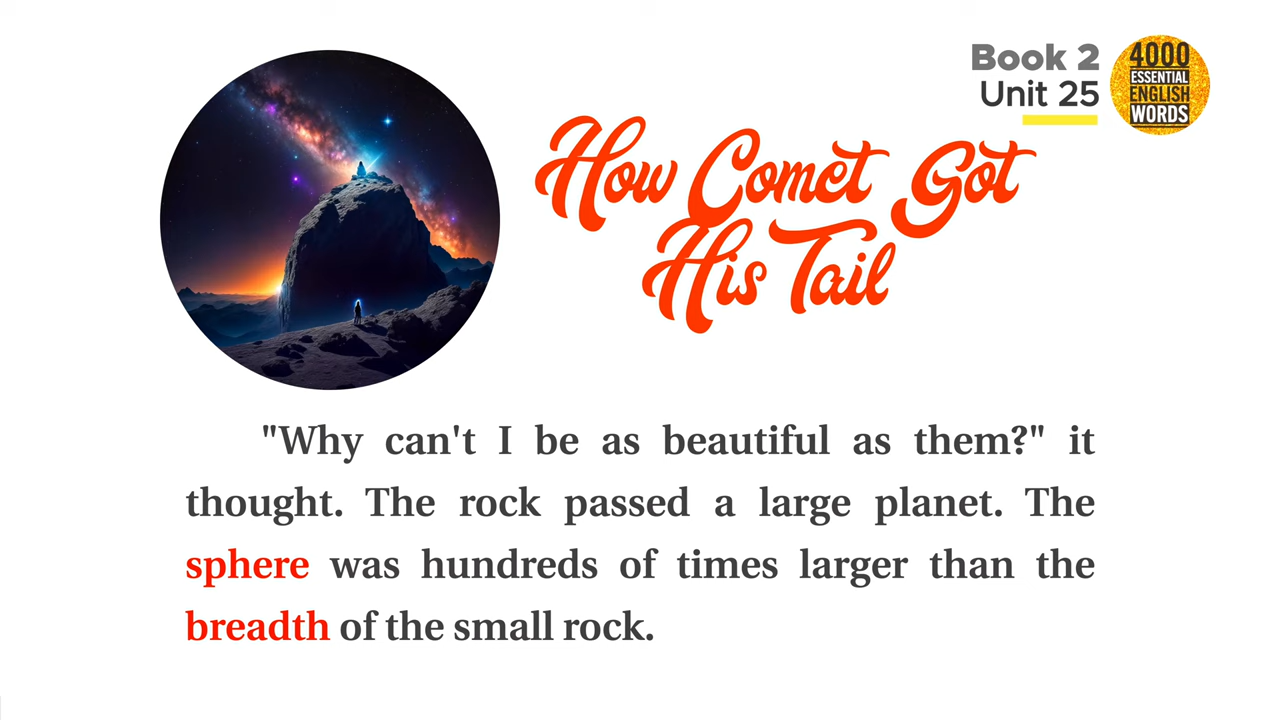 Book 2
Unit 25
4000
ESSENTIAL
ENGLISH
WORDS
How Comet Got
His Tail
"Why can't I be as beautiful as them?" it
thought. The rock passed a large planet. The
sphere was hundreds of times larger than the
breadth of the small rock.